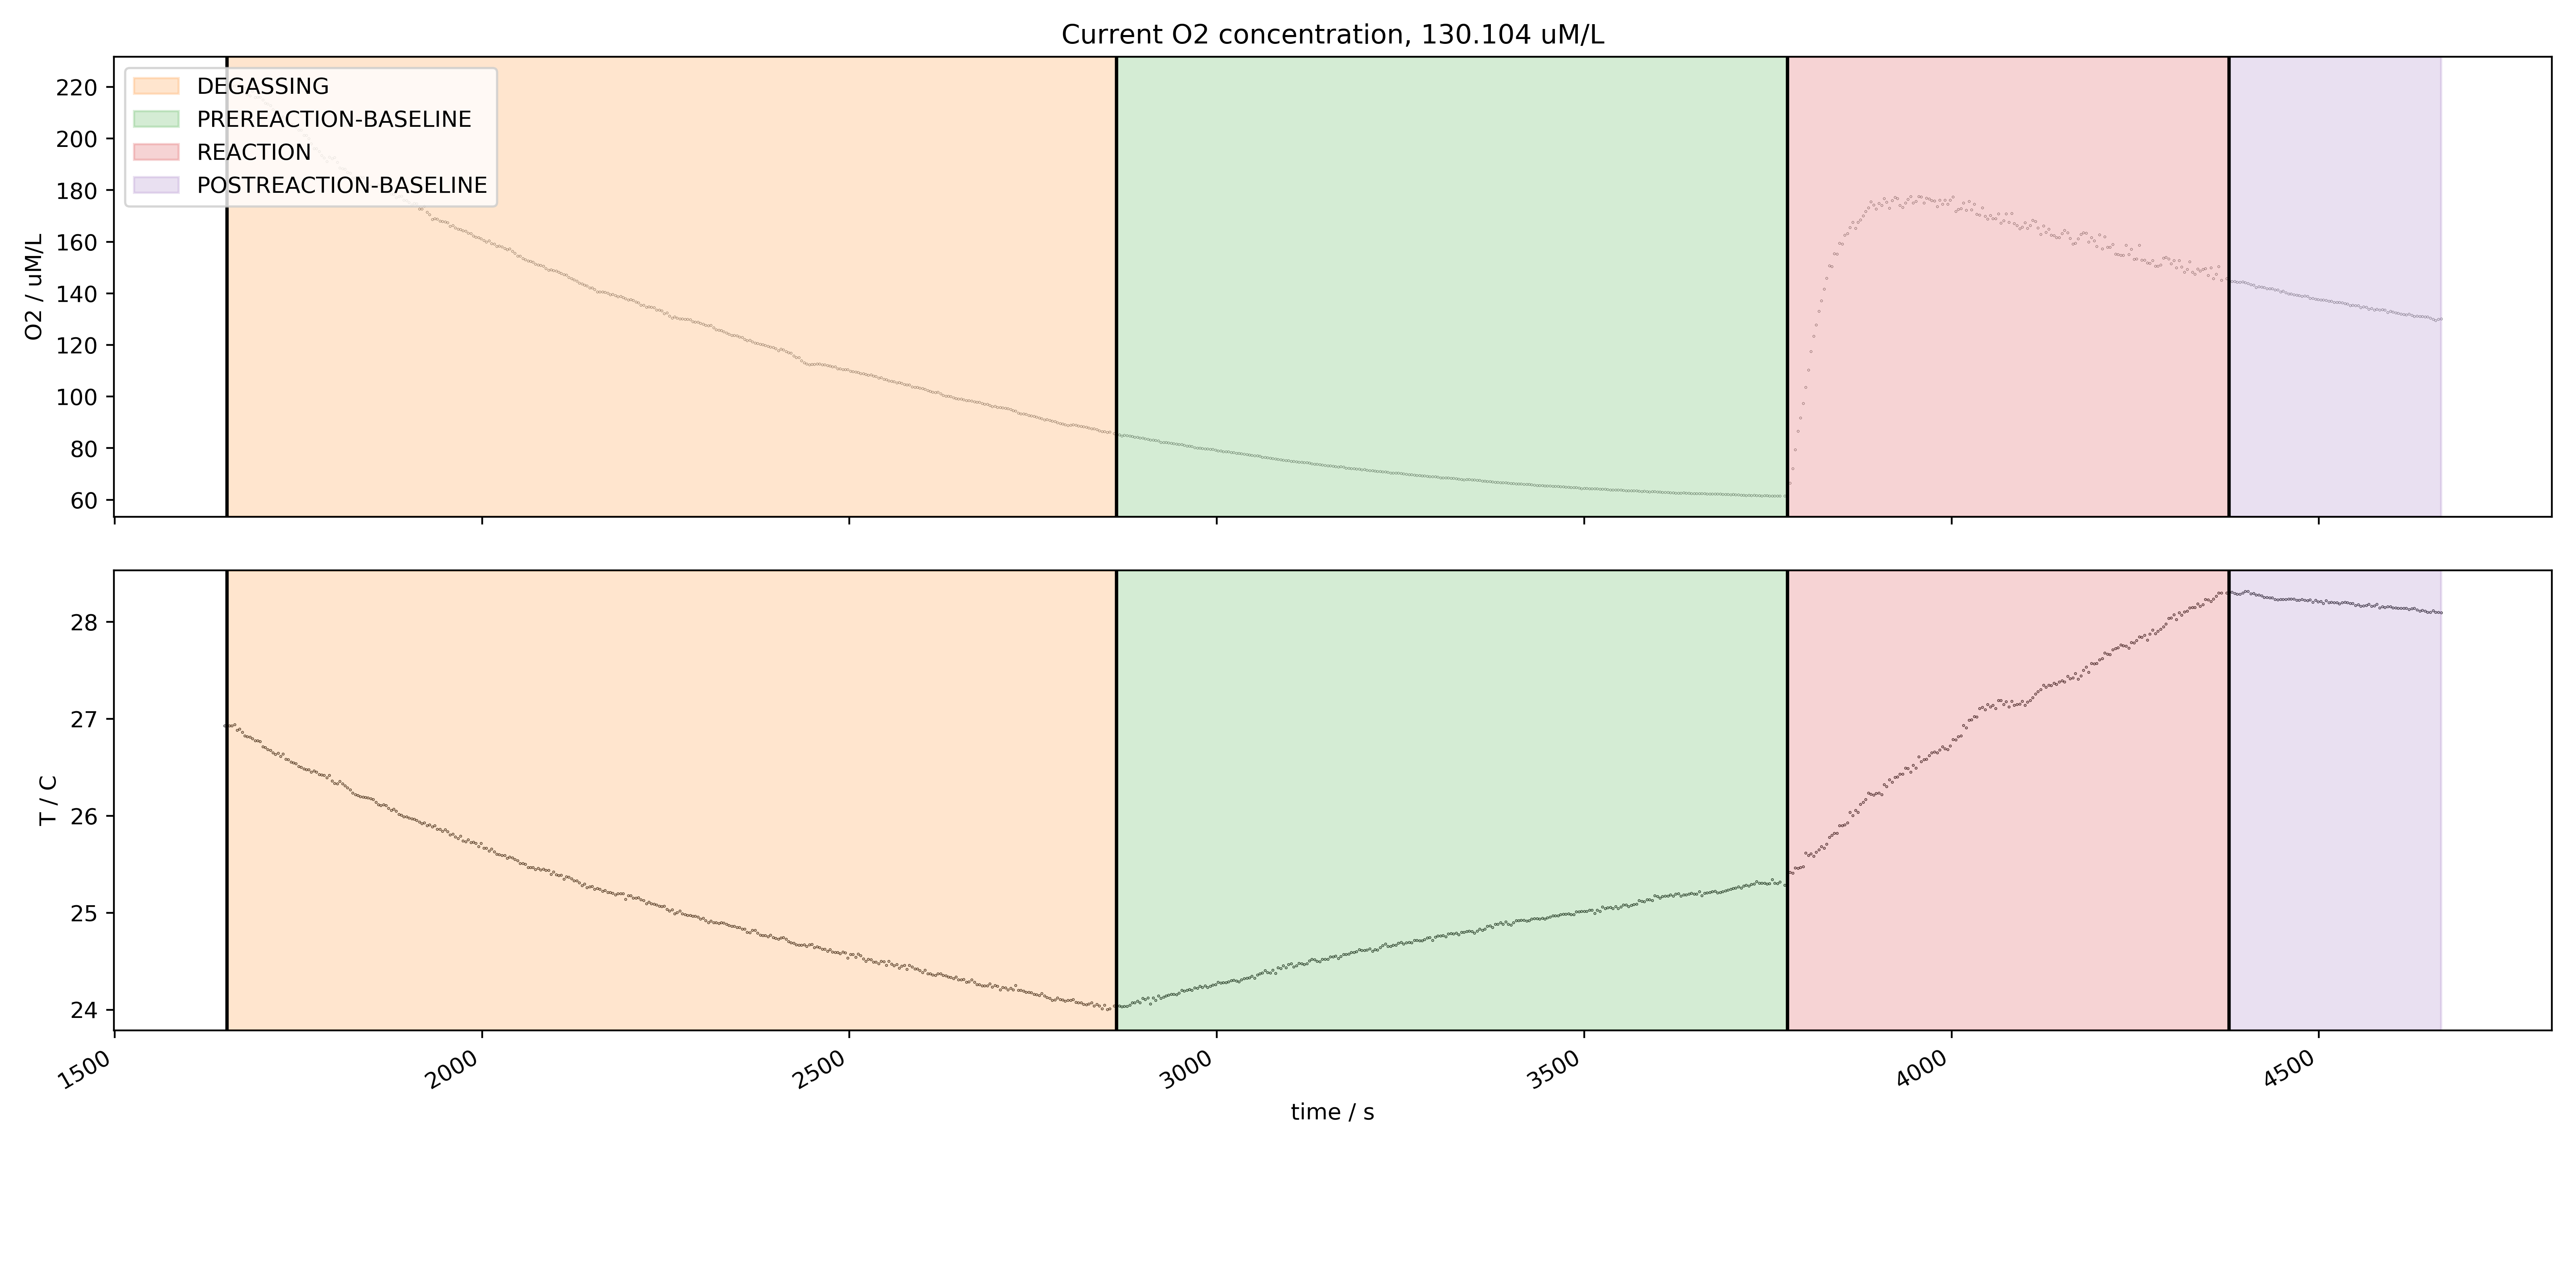 Current O2 concentration, 130.104 uM/L
DEGASSING
PREREACTION-BASELINE
REACTION
POSTREACTION-BASELINE
220
200
180
160
140
120
100
80
60
O2 / uM/L
28
27
26
25
24
T / C
1500 2000 2500 3000 3500 4000 4500
time / s